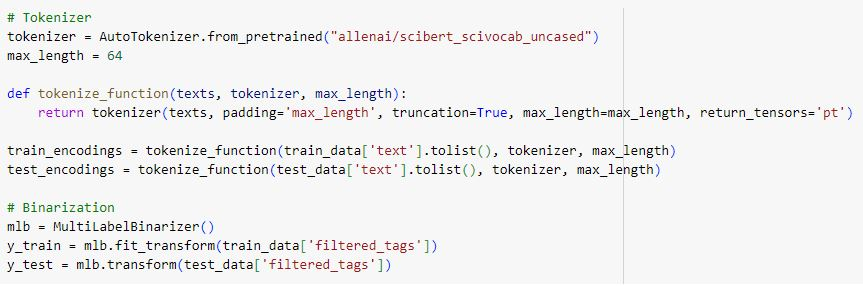 # Tokenizer
tokenizer = AutoTokenizer.from_pretrained("allenai/scibert_scivocab_uncased")
max_length = 64
def tokenize_function(texts, tokenizer, max_length):
    return tokenizer(texts, padding='max_length', truncation=True, max_length=max_length, return_tensors='pt')
train_encodings = tokenize_function(train_data['text'].tolist(), tokenizer, max_length)
test_encodings = tokenize_function(test_data['text'].tolist(), tokenizer, max_length)
# Binarization
mlb = MultiLabelBinarizer()
y_train = mlb.fit_transform(train_data['filtered_tags'])
y_test = mlb.transform(test_data['filtered_tags'])